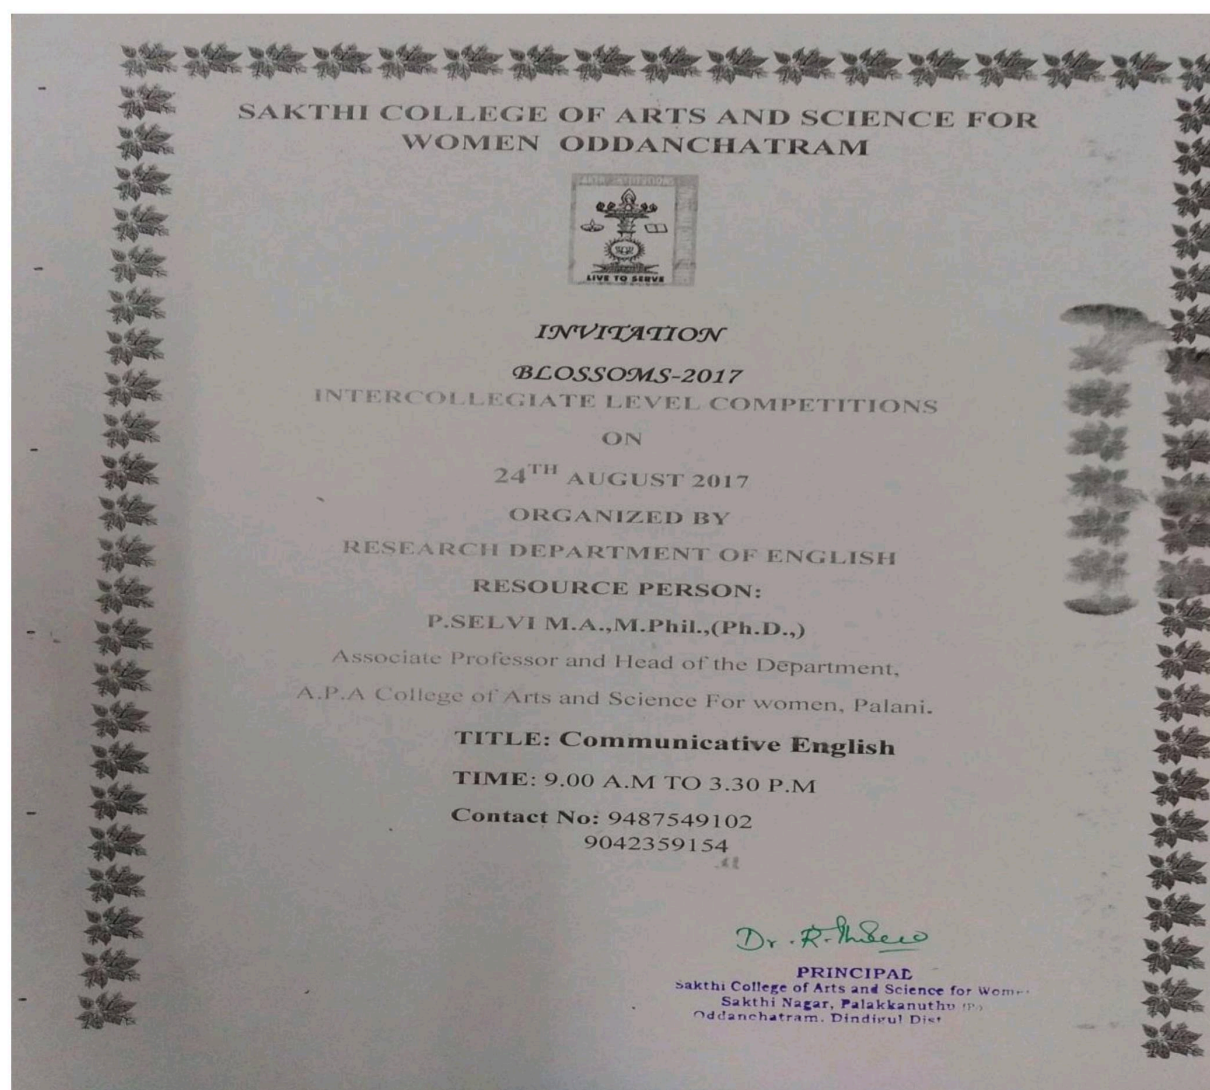 SAKTHI COLLEGE OF ARTS AND SCIENCE FOR
WOMEN ODDANCHATRAM
LIVE TO SERVE
INVITATION
BLOSSOMS-2017
INTERCOLLEGIATE LEVEL COMPETITIONS
ON
24TH AUGUST 2017
ORGANIZED BY
RESEARCH DEPARTMENT OF ENGLISH
RESOURCE PERSON:
P.SELVI M.A.,M.Phil.,(Ph.D.,)
Associate Professor and Head of the Department,
A.P.A College of Arts and Science For women, Palani.
TITLE: Communicative English
TIME: 9.00 A.M TO 3.30 P.M
Contact No: 9487549102
9042359154
Dr. R.
PRINCIPAL
Sakthi College of Arts and Science for
Sakthi Nagar, Palakkanuthu
Oddanchatram. Dindigul Dist